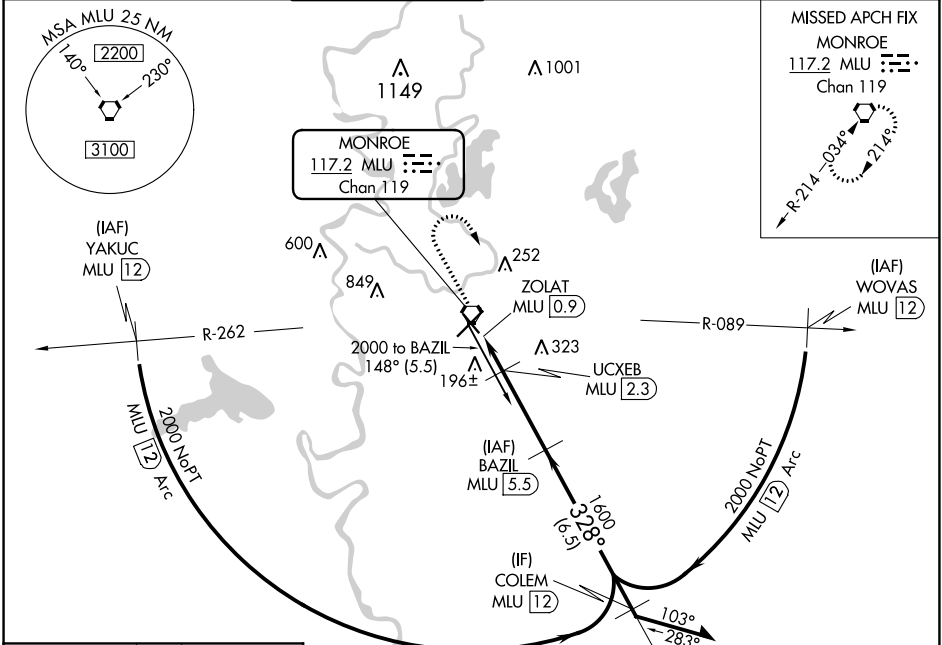 MSA MLU 25 NM
140°
2200
230°
3100
1149
1001
MISSED APCH FIX
MONROE
117.2 MLU
Chan 119
R-214
034°
214°
MONROE
117.2 MLU
Chan 119
(IAF)
YAKUC
MLU 12
600
849
252
ZOLAT
MLU 0.9
(IAF)
WOVAS
MLU 12
R-262
R-089
2000 to BAZIL
148° (5.5)
196±
323
UCXEB
MLU 2.3
2000 NoPT
MLU 12 Arc
(IAF)
BAZIL
MLU 5.5
2000 NoPT
MLU 12 Arc
1600
328°
(6.5)
(IF)
COLEM
MLU 12
103°
283°